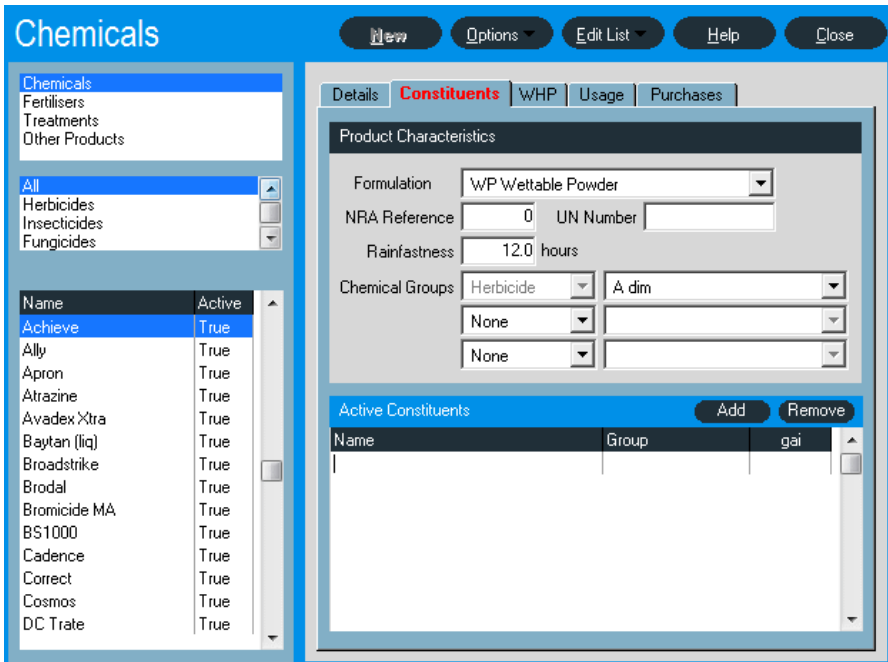 Chemicals
New Options Edit List Help Close
Chemicals
Fertilisers
Treatments
Other Products
All
Herbicides
Insecticides
Fungicides
Name Active
Achieve True
Ally True
Apron True
Atrazine True
Avadex Xtra True
Baytan (liq) True
Broadstrike True
Brodal True
Bromicide MA True
BS1000 True
Cadence True
Correct True
Cosmos True
DC Trate True
Details Constituents WHP Usage Purchases
Product Characteristics
Formulation WP Wettable Powder
NRA Reference 0 UN Number
Rainfastness 12.0 hours
Chemical Groups Herbicide A dim
None
None
Active Constituents Add Remove
Name Group gai